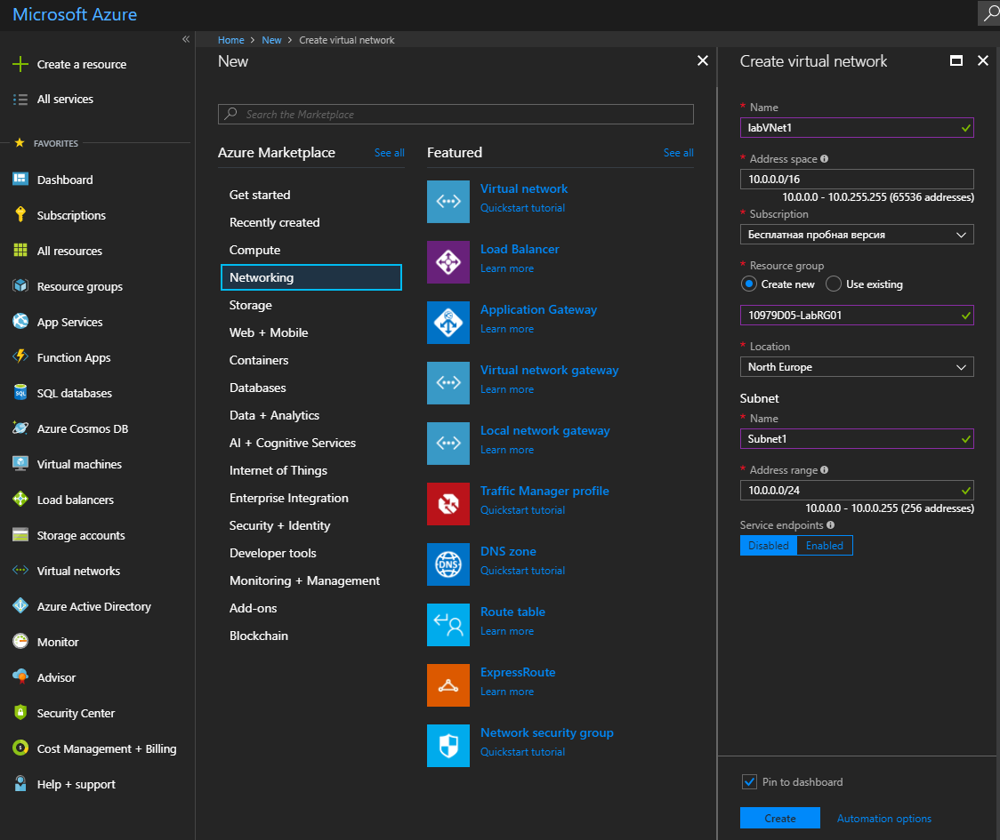 Microsoft Azure
Create a resource
All services
FAVORITES
Dashboard
Subscriptions
All resources
Resource groups
App Services
Function Apps
SQL databases
Azure Cosmos DB
Virtual machines
Load balancers
Storage accounts
Virtual networks
Azure Active Directory
Monitor
Advisor
Security Center
Cost Management + Billing
Help + support
Home > New > Create virtual network
New
Search the Marketplace
Azure Marketplace See all
Get started
Recently created
Compute
Networking
Storage
Web + Mobile
Containers
Databases
Data + Analytics
AI + Cognitive Services
Internet of Things
Enterprise Integration
Security + Identity
Developer tools
Monitoring + Management
Add-ons
Blockchain
Featured See all
Virtual network
Quickstart tutorial
Load Balancer
Learn more
Application Gateway
Learn more
Virtual network gateway
Learn more
Local network gateway
Learn more
Traffic Manager profile
Quickstart tutorial
DNS
DNS zone
Quickstart tutorial
Route table
Learn more
ExpressRoute
Learn more
Network security group
Quickstart tutorial
Create virtual network
* Name
labVNet1
* Address space
10.0.0.0/16
10.0.0.0 - 10.0.255.255 (65536 addresses)
* Subscription
Бесплатная пробная версия
* Resource group
Create new Use existing
10979D05-LabRG01
* Location
North Europe
Subnet
* Name
Subnet1
* Address range
10.0.0.0/24
10.0.0.0 - 10.0.0.255 (256 addresses)
Service endpoints
Disabled Enabled
Pin to dashboard
Create Automation options